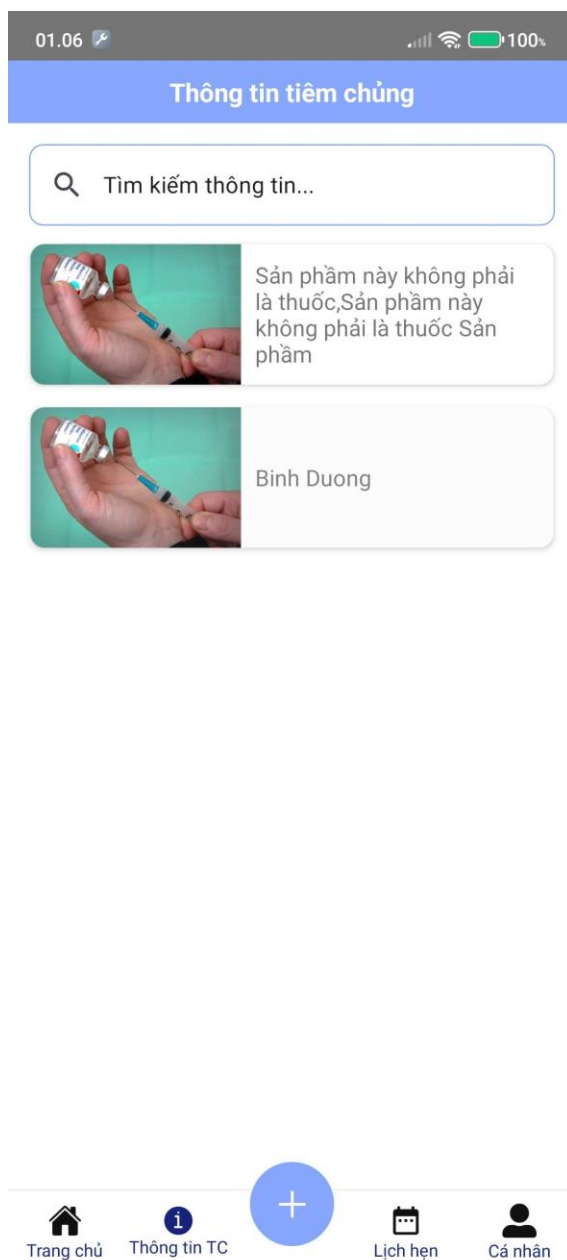 01.06
100%
Thông tin tiêm chủng
Tìm kiếm thông tin...
Sản phầm này không phải
là thuốc,Sản phầm này
không phải là thuốc Sản
phầm
Binh Duong
Trang chủ
Thông tin TC
Lịch hẹn
Cá nhân